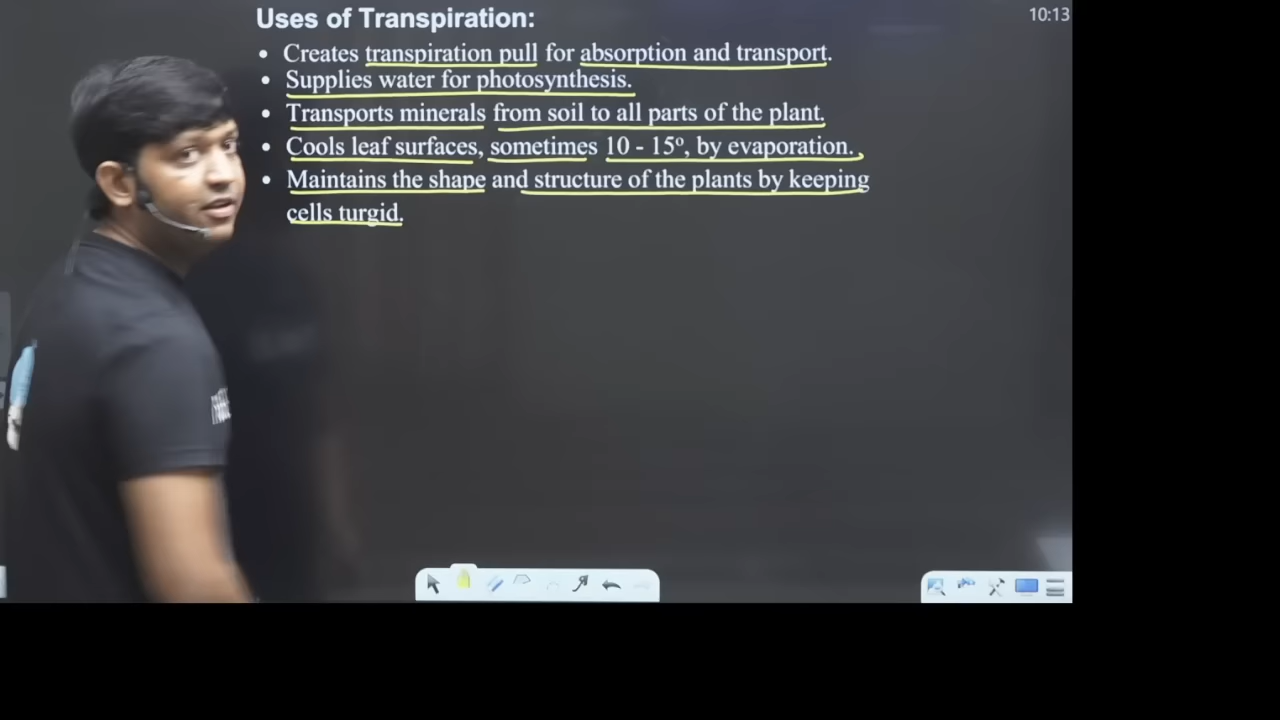 Uses of Transpiration:
10:13
• Creates transpiration pull for absorption and transport.
• Supplies water for photosynthesis.
• Transports minerals from soil to all parts of the plant.
• Cools leaf surfaces, sometimes 10 - 15º, by evaporation.
• Maintains the shape and structure of the plants by keeping
cells turgid.